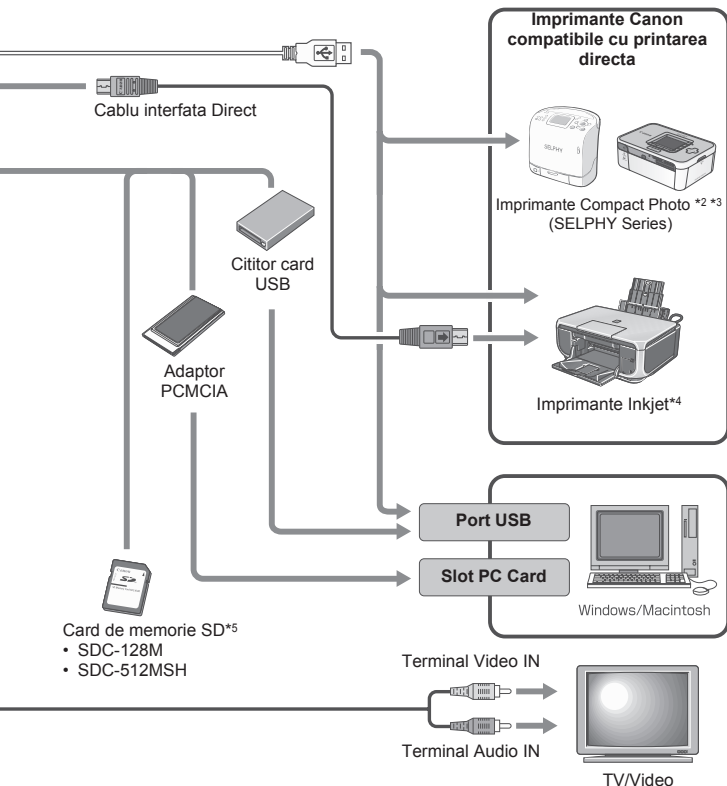 Imprimante Canon
compatibile cu printarea
directa
Cablu interfata Direct
SELPHY
Imprimante Compact Photo *2 *3
(SELPHY Series)
Cititor card
USB
Adaptor
PCMCIA
Imprimante Inkjet*4
Port USB
Slot PC Card
Windows/Macintosh
Card de memorie SD*5
• SDC-128M
• SDC-512MSH
Terminal Video IN
Terminal Audio IN
TV/Video